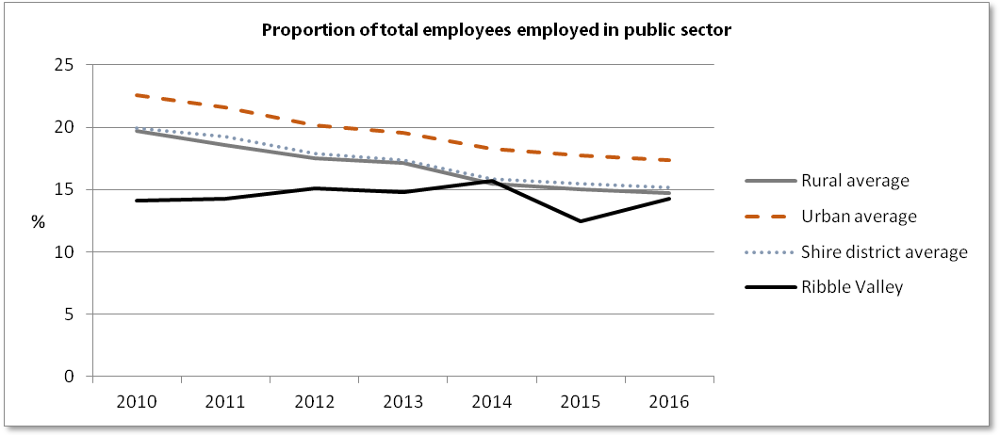 Proportion of total employees employed in public sector
25
20
15
%
10
5
0
2010 2011 2012 2013 2014 2015 2016
Rural average
Urban average
Shire district average
Ribble Valley